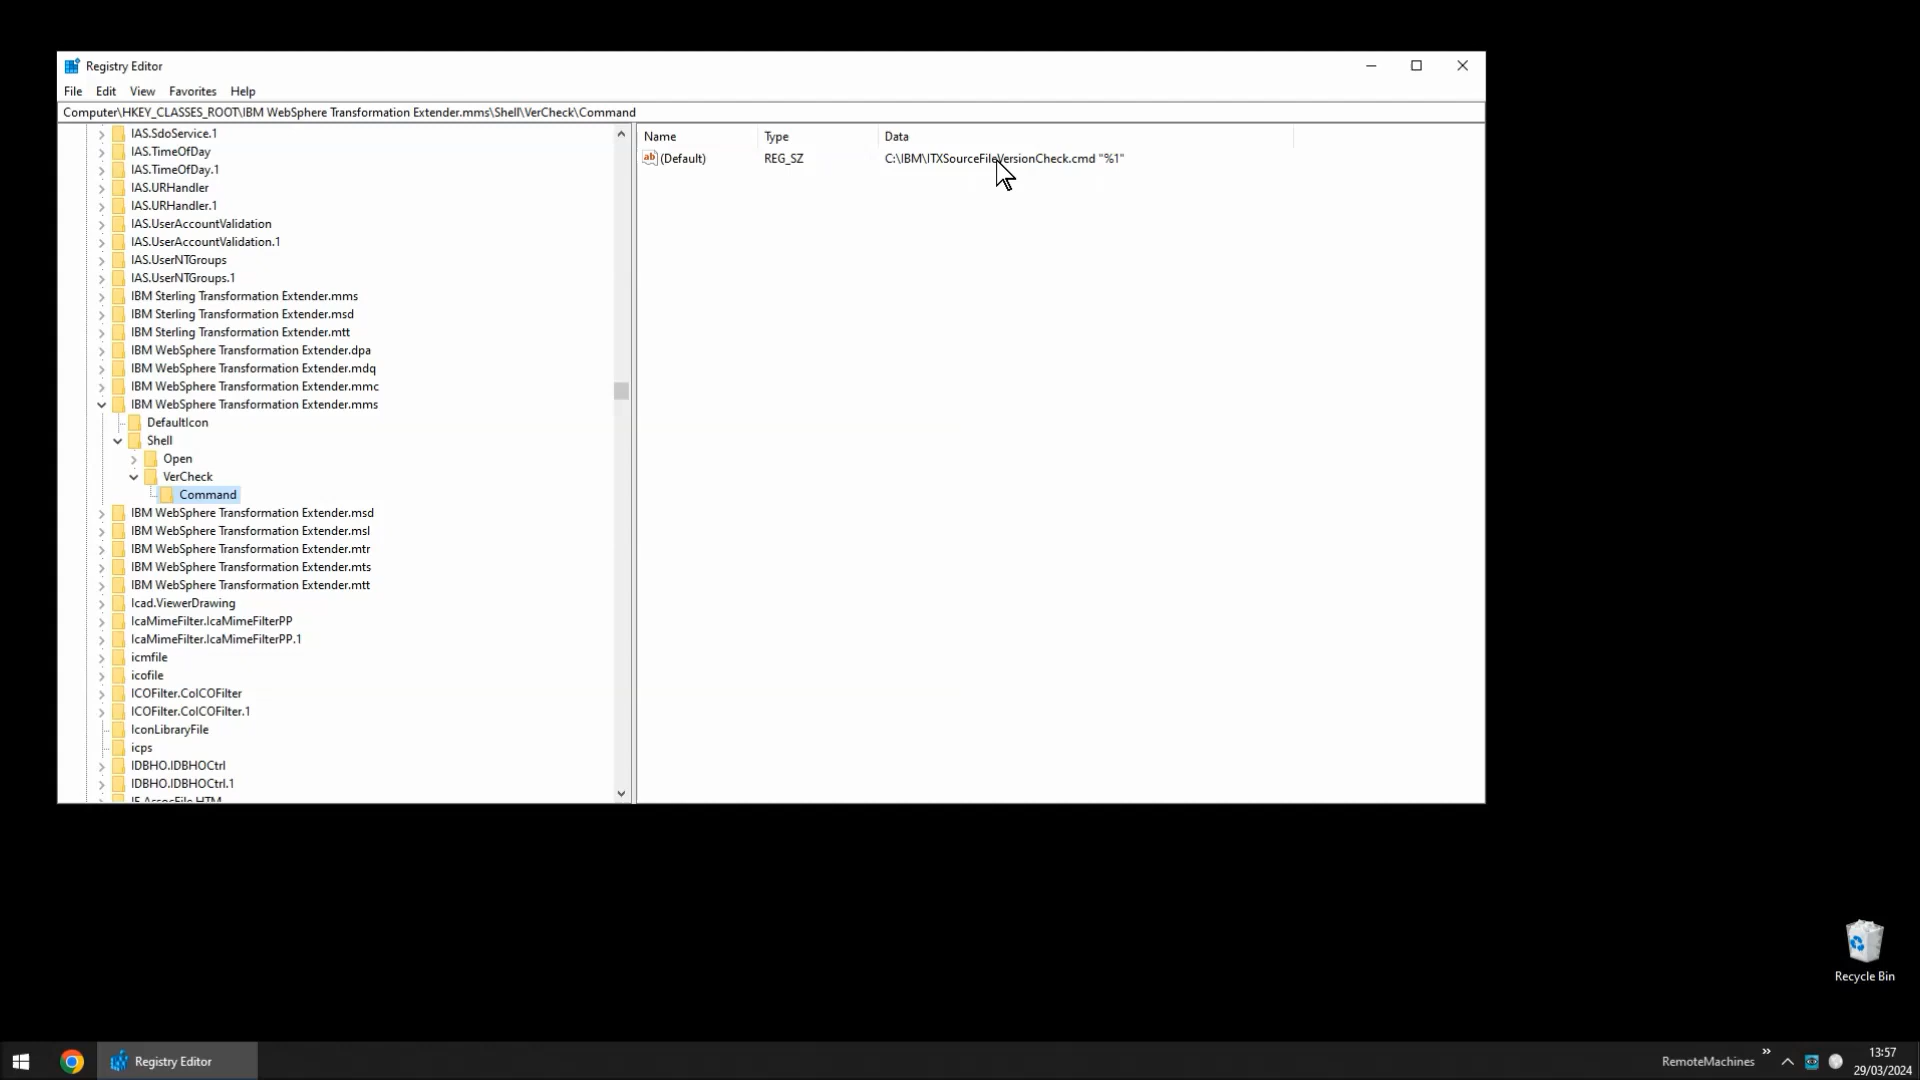 Registry Editor
File Edit View Favorites Help
Computer\HKEY_CLASSES_ROOT\IBM WebSphere Transformation Extender.mms\Shell\VerCheck\Command
IAS.SdoService.1
IAS.TimeOfDay
IAS.TimeOfDay.1
IAS.URHandler
IAS.URHandler.1
IAS.UserAccountValidation
IAS.UserAccountValidation.1
IAS.UserNTGroups
IAS.UserNTGroups.1
IBM Sterling Transformation Extender.mms
IBM Sterling Transformation Extender.msd
IBM Sterling Transformation Extender.mtt
IBM WebSphere Transformation Extender.dpa
IBM WebSphere Transformation Extender.mdq
IBM WebSphere Transformation Extender.mmc
IBM WebSphere Transformation Extender.mms
DefaultIcon
Shell
Open
VerCheck
Command
IBM WebSphere Transformation Extender.msd
IBM WebSphere Transformation Extender.msl
IBM WebSphere Transformation Extender.mtr
IBM WebSphere Transformation Extender.mts
IBM WebSphere Transformation Extender.mtt
Icad.ViewerDrawing
IcaMimeFilter.IcaMimeFilterPP
IcaMimeFilter.IcaMimeFilterPP.1
icmfile
icofile
ICOFilter.CoICOFilter
ICOFilter.CoICOFilter.1
IconLibraryFile
icps
IDBHO.IDBHOCtrl
IDBHO.IDBHOCtrl.1
IE.AssocFile.HTM
Name Type Data
ab (Default) REG_SZ C:\IBM\ITXSourceFileVersionCheck.cmd "%1"
Recycle Bin
Registry Editor
RemoteMachines
13:57
29/03/2024